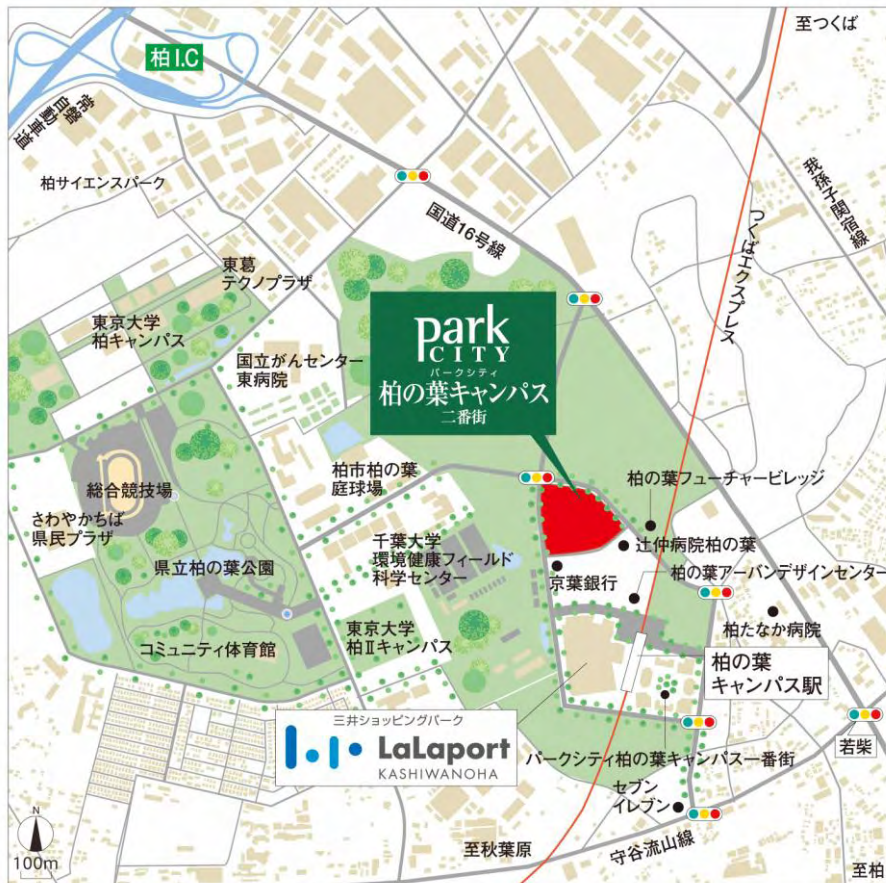 至つくば
柏I.C
常磐
自動車道
柏サイエンスパーク
国道16号線
我孫子関宿線
つくばエクスプレス
東葛
テクノプラザ
東京大学
柏キャンパス
国立がんセンター
東病院
park
CITY
パークシティ
柏の葉キャンパス
二番街
柏市柏の葉
庭球場
柏の葉フューチャービレッジ
総合競技場
さわやかちば
県民プラザ
千葉大学
環境健康フィールド
科学センター
辻仲病院柏の葉
京葉銀行
柏の葉アーバンデザインセンター
県立柏の葉公園
柏たなか病院
コミュニティ体育館
東京大学
柏Ⅱキャンパス
柏の葉
キャンパス駅
三井ショッピングパーク
LaLaport
KASHIWANOHA
パークシティ柏の葉キャンパス一番街
若柴
セブン
イレブン
N
100m
至秋葉原
守谷流山線
至柏